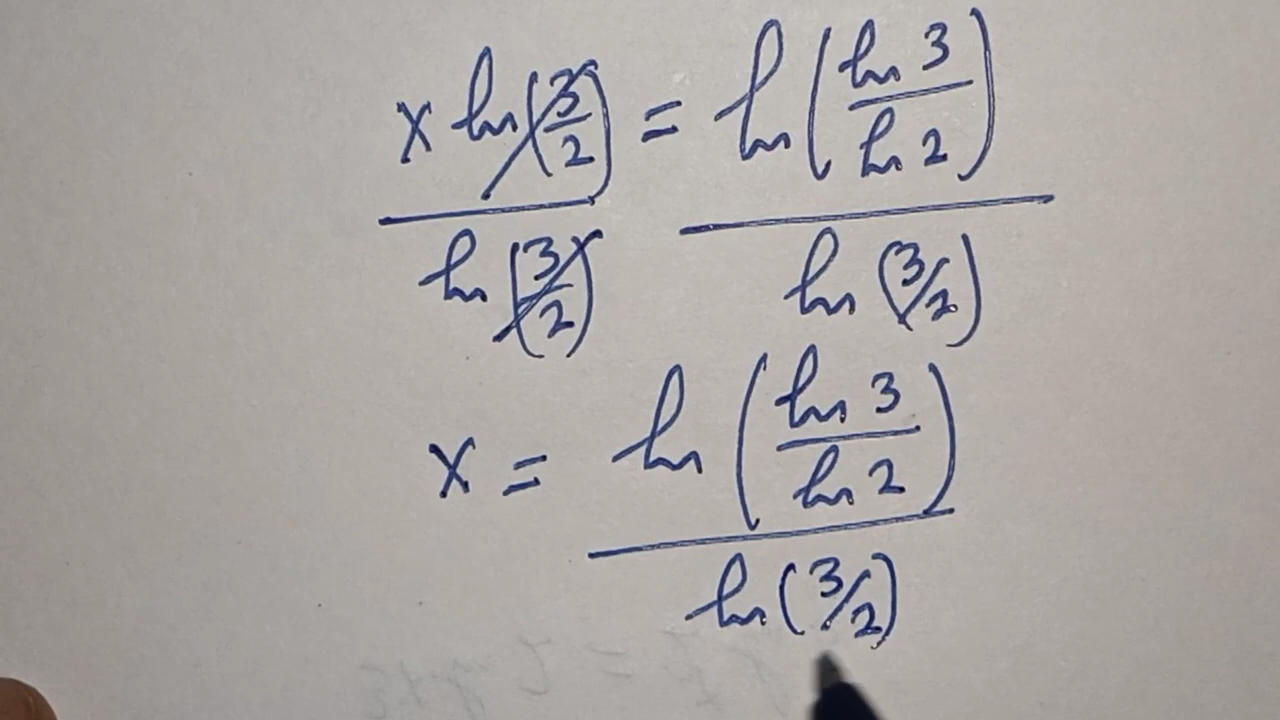 x ln(3/2) / ln(3/2) = ln(ln 3 / ln 2) / ln(3/2)
x = ln(ln 3 / ln 2) / ln(3/2)